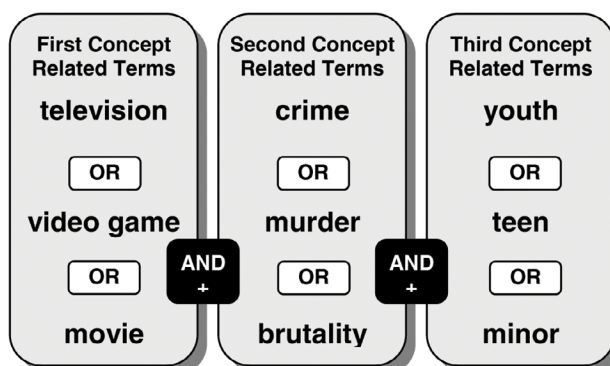 First Concept
Related Terms
television
OR
video game
OR
movie
AND
+
Second Concept
Related Terms
crime
OR
murder
OR
brutality
AND
+
Third Concept
Related Terms
youth
OR
teen
OR
minor